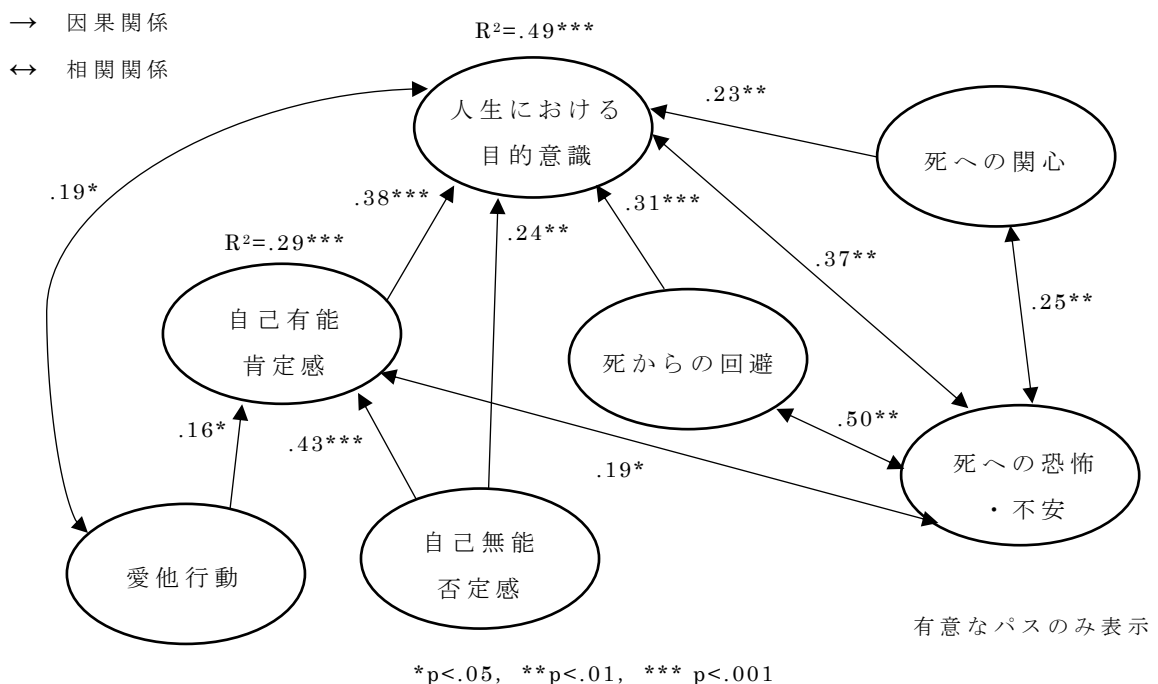 → 因果関係
↔ 相関関係
R²=.49***
人生における
目的意識
.23**
死への関心
.19*
.38***
.24**
.31***
.37**
.25**
R²=.29***
自己有能
肯定感
死からの回避
.16*
.43***
.19*
.50**
死への恐怖
・不安
愛他行動
自己無能
否定感
有意なパスのみ表示
*p<.05, **p<.01, *** p<.001